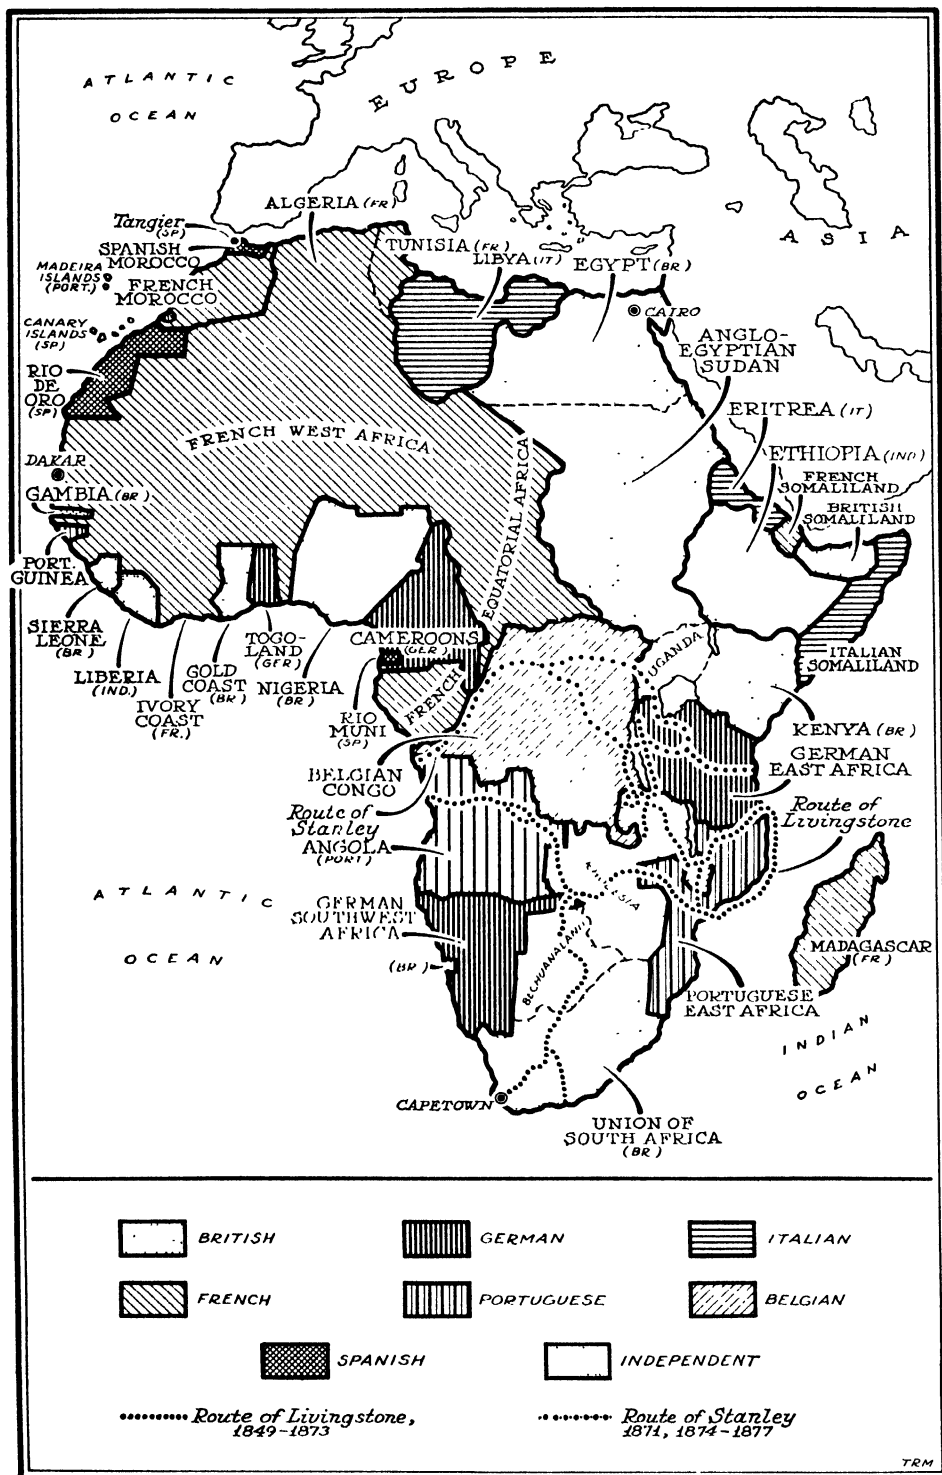 ATLANTIC
OCEAN
EUROPE
ASIA
ALGERIA (FR)
Tangier
(SP)
SPANISH
MOROCCO
TUNISIA (FR)
LIBYA (IT)
EGYPT (BR)
MADEIRA
ISLANDS
(PORT.)
FRENCH
MOROCCO
CAIRO
CANARY
ISLANDS
(SP)
ANGLO-
EGYPTIAN
SUDAN
RIO
DE
ORO
(SP)
ERITREA (IT)
FRENCH WEST AFRICA
ETHIOPIA (IND)
DAKAR
FRENCH
SOMALILAND
GAMBIA (BR)
BRITISH
SOMALILAND
EQUATORIAL AFRICA
PORT.
GUINEA
SIERRA
LEONE
(BR)
LIBERIA
(IND.)
IVORY
COAST
(FR.)
GOLD
COAST
(BR)
TOGO-
LAND
(GER)
NIGERIA
(BR)
CAMEROONS
(GER)
UGANDA
ITALIAN
SOMALILAND
RIO
MUNI
(SP)
FRENCH
KENYA (BR)
BELGIAN
CONGO
GERMAN
EAST AFRICA
Route of
Stanley
Route of
Livingstone
ANGOLA
(PORT)
ATLANTIC
OCEAN
GERMAN
SOUTHWEST
AFRICA
(BR)
BECHUANALAND
MADAGASCAR
(FR)
PORTUGUESE
EAST AFRICA
INDIAN
OCEAN
CAPETOWN
UNION OF
SOUTH AFRICA
(BR)
BRITISH
GERMAN
ITALIAN
FRENCH
PORTUGUESE
BELGIAN
SPANISH
INDEPENDENT
Route of Livingstone,
1849-1873
Route of Stanley
1871, 1874-1877
TRM